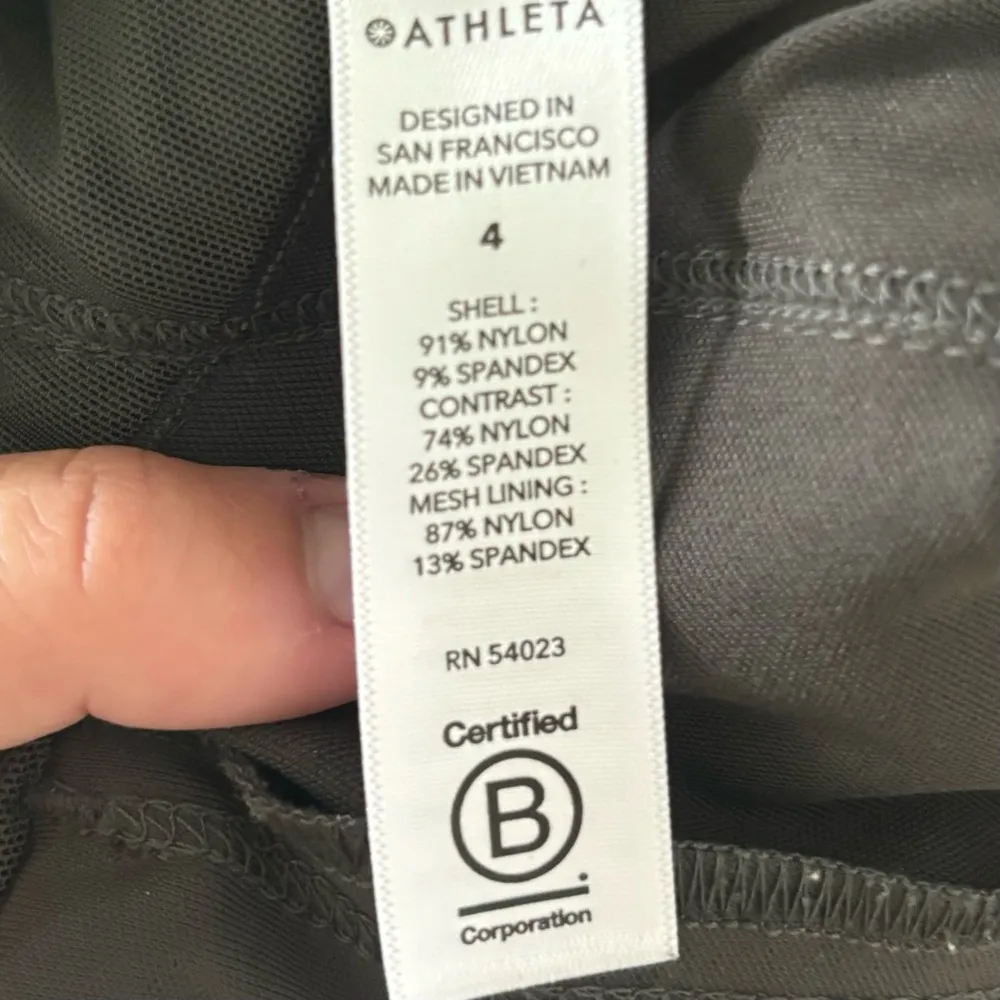 ATHLETA
DESIGNED IN
SAN FRANCISCO
MADE IN VIETNAM
4
SHELL :
91% NYLON
9% SPANDEX
CONTRAST :
74% NYLON
26% SPANDEX
MESH LINING :
87% NYLON
13% SPANDEX
RN 54023
Certified
B
Corporation